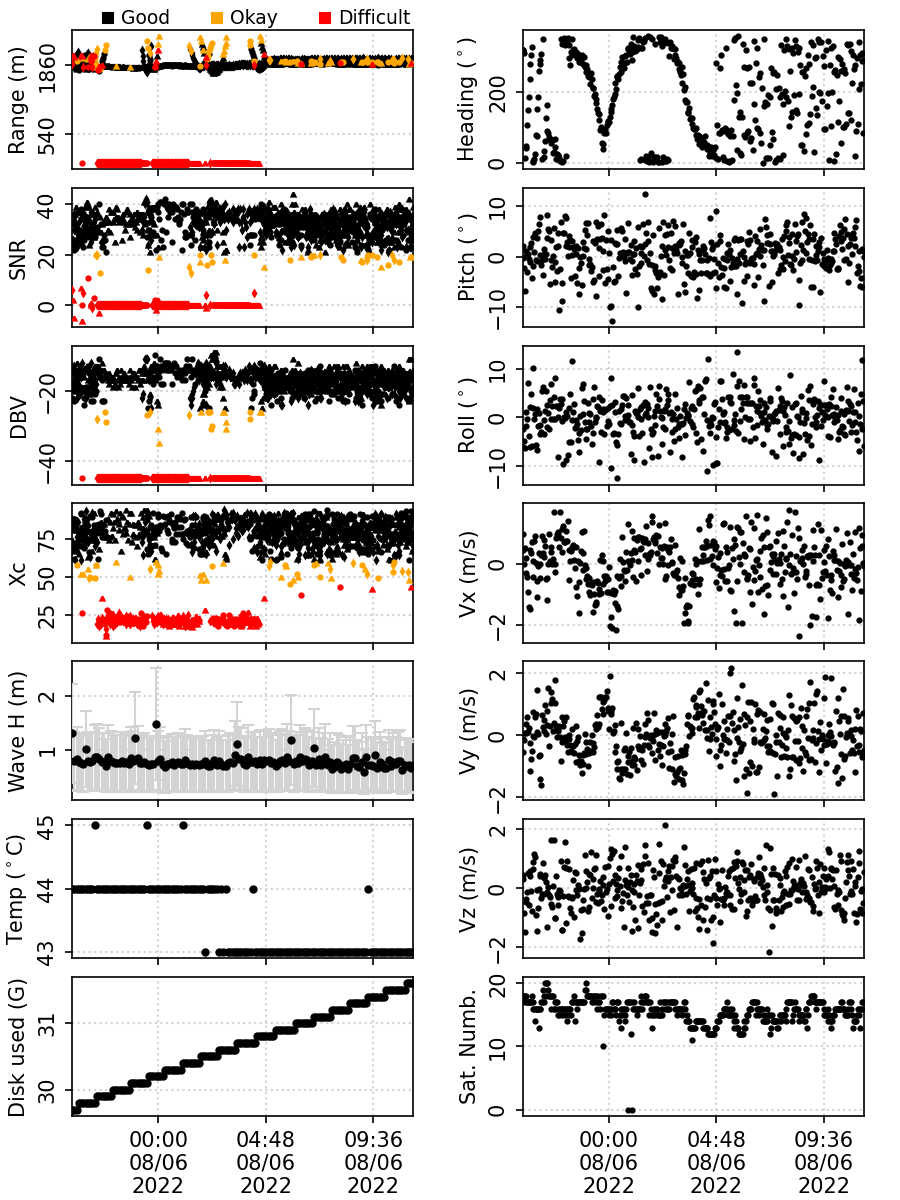 Good Okay Difficult
Range (m)
1860
540
Heading (°)
200
0
SNR
40
20
0
Pitch (°)
10
0
−10
DBV
−20
−40
Roll (°)
10
0
−10
Xc
75
50
25
Vx (m/s)
0
−2
Wave H (m)
2
1
Vy (m/s)
2
0
−2
Temp (°C)
45
44
43
Vz (m/s)
2
0
−2
Disk used (G)
31
30
Sat. Numb.
20
10
0
00:00 04:48 09:36
08/06 08/06 08/06
2022 2022 2022
00:00 04:48 09:36
08/06 08/06 08/06
2022 2022 2022